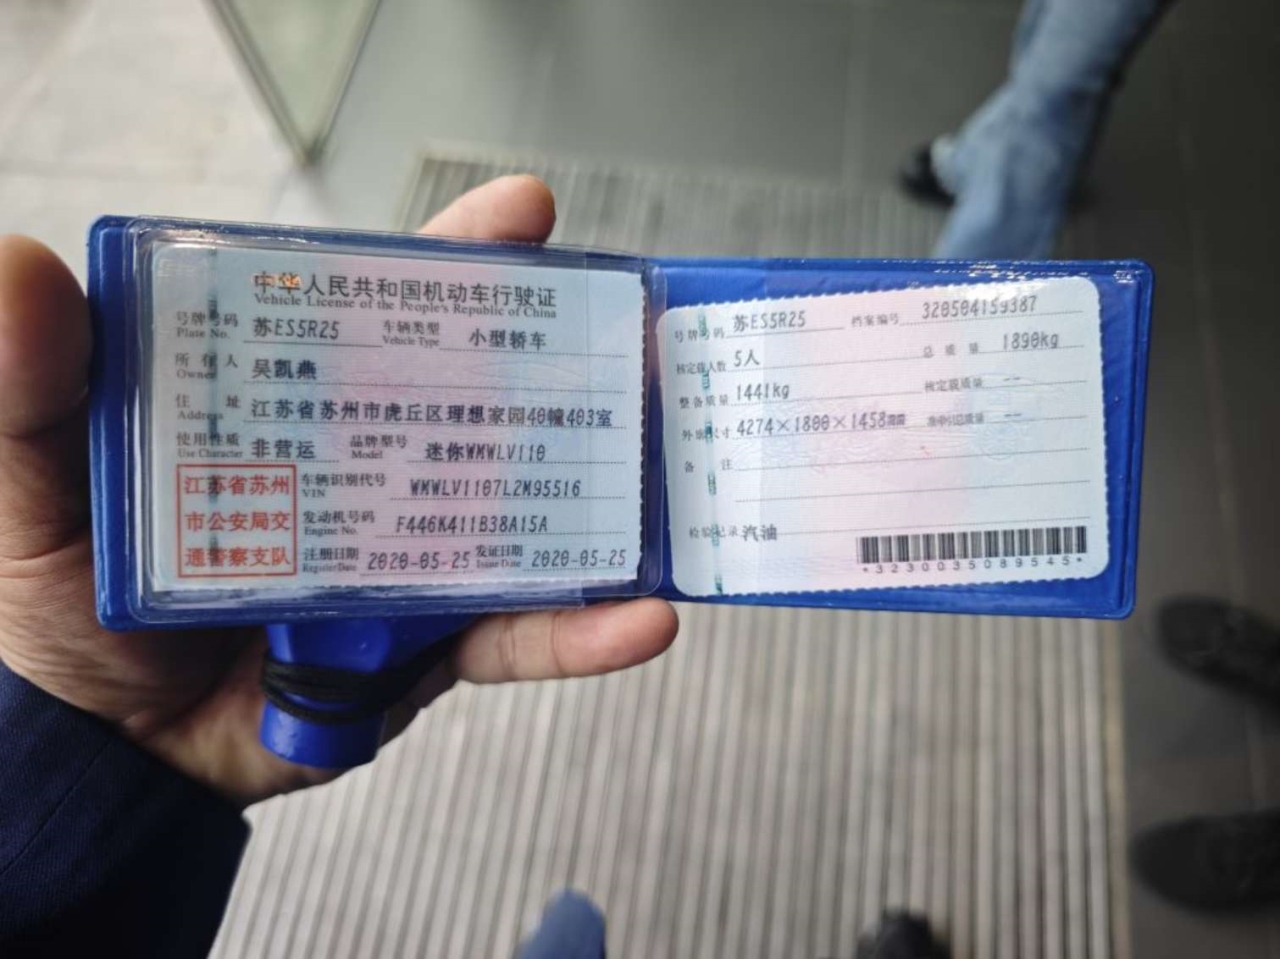 中华人民共和国机动车行驶证
Vehicle License of the People's Republic of China
号牌号码 苏ES5R25 车辆类型 小型轿车
Plate No. Vehicle Type
所有人 吴凯燕
Owner
住址 江苏省苏州市虎丘区理想家园40幢403室
Address
使用性质 非营运 品牌型号 迷你WMWLV110
Use Character Model
江苏省苏州
市公安局交
通警察支队
车辆识别代号 WMWLV1107L2M95516
VIN
发动机号码 F446K411B38A15A
Engine No.
注册日期 2020-05-25 发证日期 2020-05-25
Register Date Issue Date
号牌号码 苏ES5R25 档案编号 320504159387
核定载人数 5人 总质量 1890kg
整备质量 1441kg 核定载质量 --
外廓尺寸 4274×1800×1458mm 准牵引总质量 --
备注
检验记录 汽油
*3230035089545*